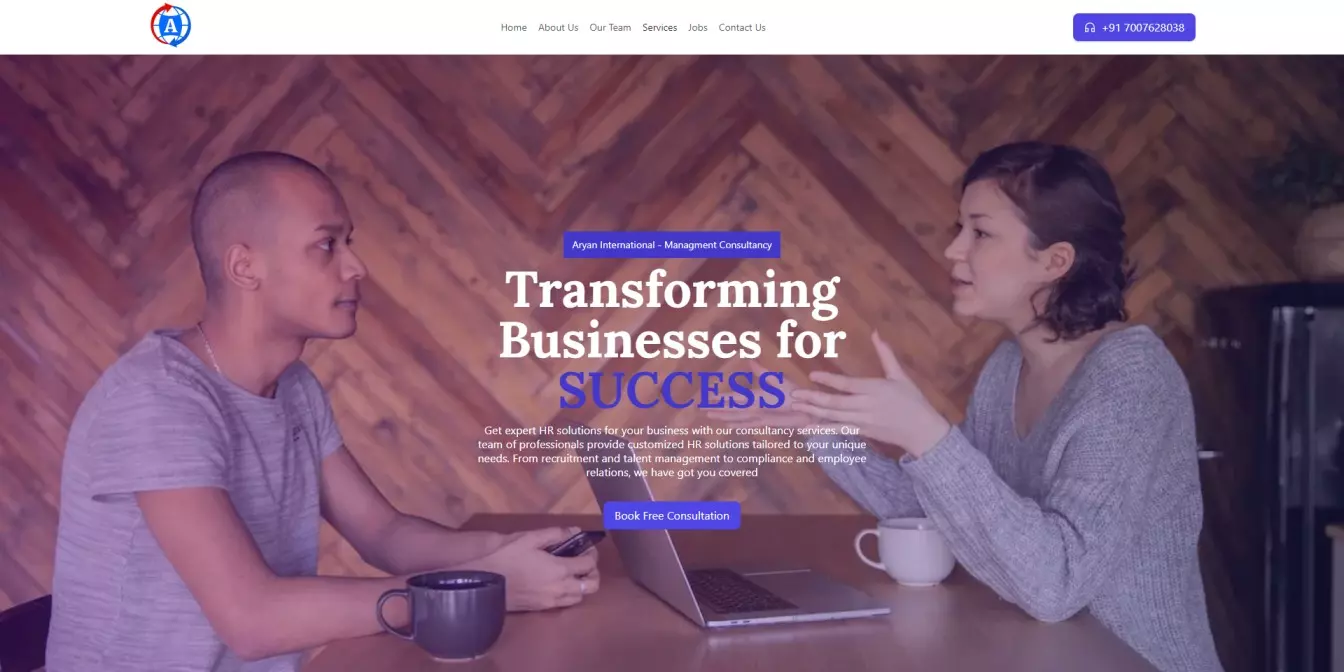 A
Home About Us Our Team Services Jobs Contact Us
+91 7007628038
Aryan International - Managment Consultancy
Transforming
Businesses for
SUCCESS
Get expert HR solutions for your business with our consultancy services. Our
team of professionals provide customized HR solutions tailored to your unique
needs. From recruitment and talent management to compliance and employee
relations, we have got you covered
Book Free Consultation